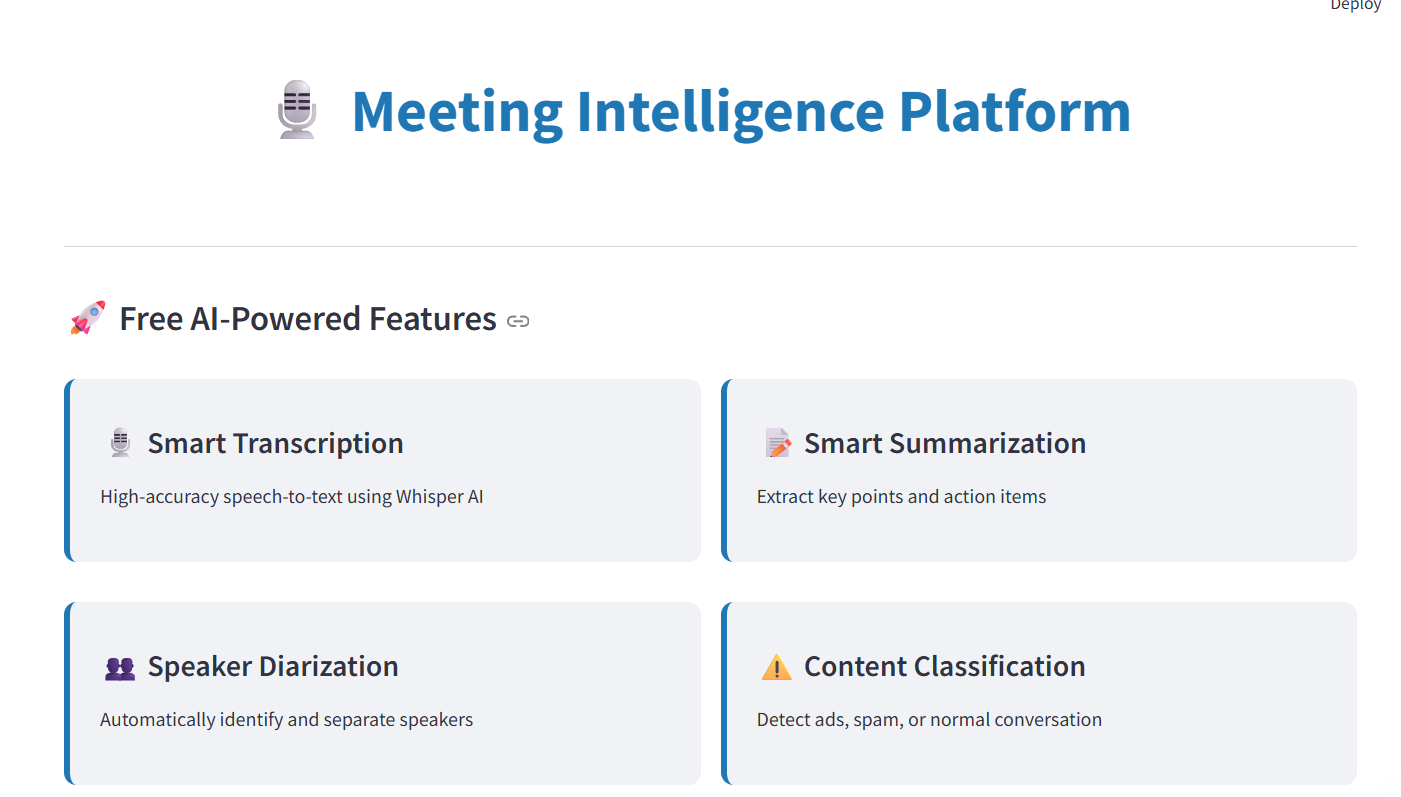 Deploy
Meeting Intelligence Platform
Free AI-Powered Features
Smart Transcription
High-accuracy speech-to-text using Whisper AI
Smart Summarization
Extract key points and action items
Speaker Diarization
Automatically identify and separate speakers
Content Classification
Detect ads, spam, or normal conversation